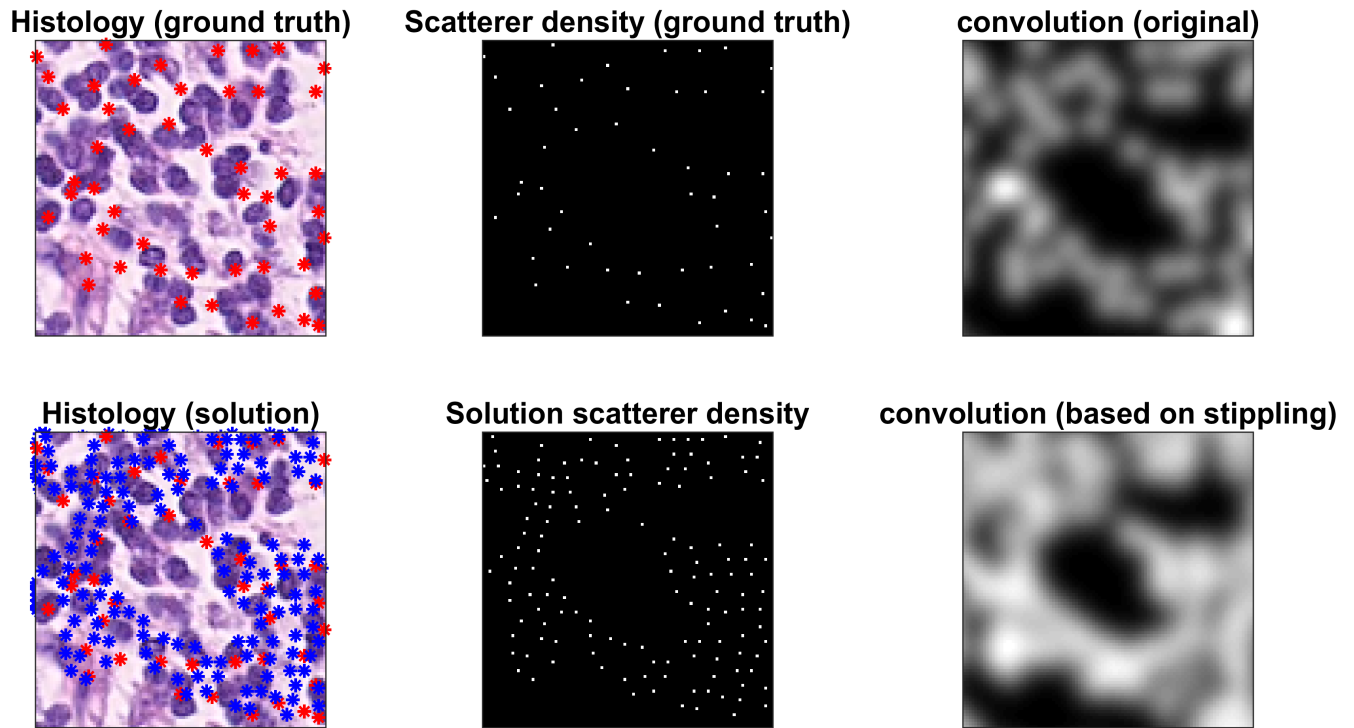 Histology (ground truth)
Scatterer density (ground truth)
convolution (original)
Histology (solution)
Solution scatterer density
convolution (based on stippling)